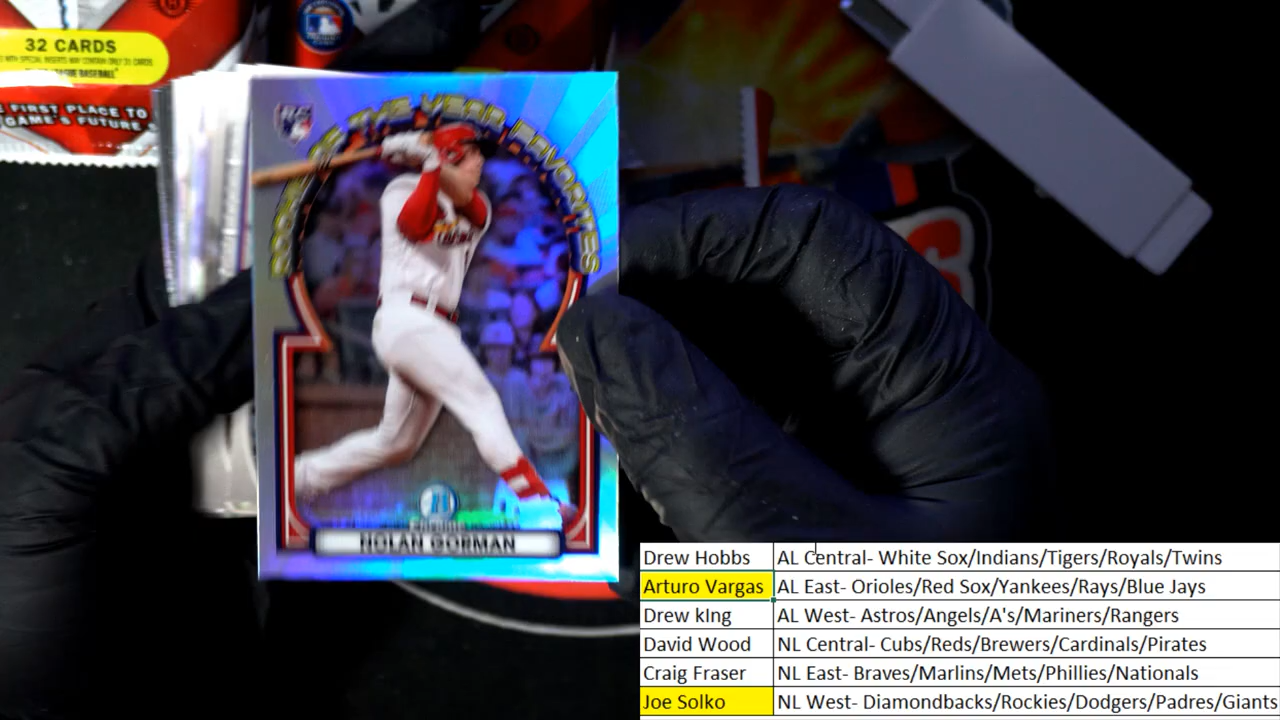 32 CARDS
FIRST PLACE TO
GAME'S FUTURE
RC
OF THE YEAR FAVORITES
Chrome
NOLAN GORMAN
Drew Hobbs AL Central- White Sox/Indians/Tigers/Royals/Twins
Arturo Vargas AL East- Orioles/Red Sox/Yankees/Rays/Blue Jays
Drew kIng AL West- Astros/Angels/A's/Mariners/Rangers
David Wood NL Central- Cubs/Reds/Brewers/Cardinals/Pirates
Craig Fraser NL East- Braves/Marlins/Mets/Phillies/Nationals
Joe Solko NL West- Diamondbacks/Rockies/Dodgers/Padres/Giants